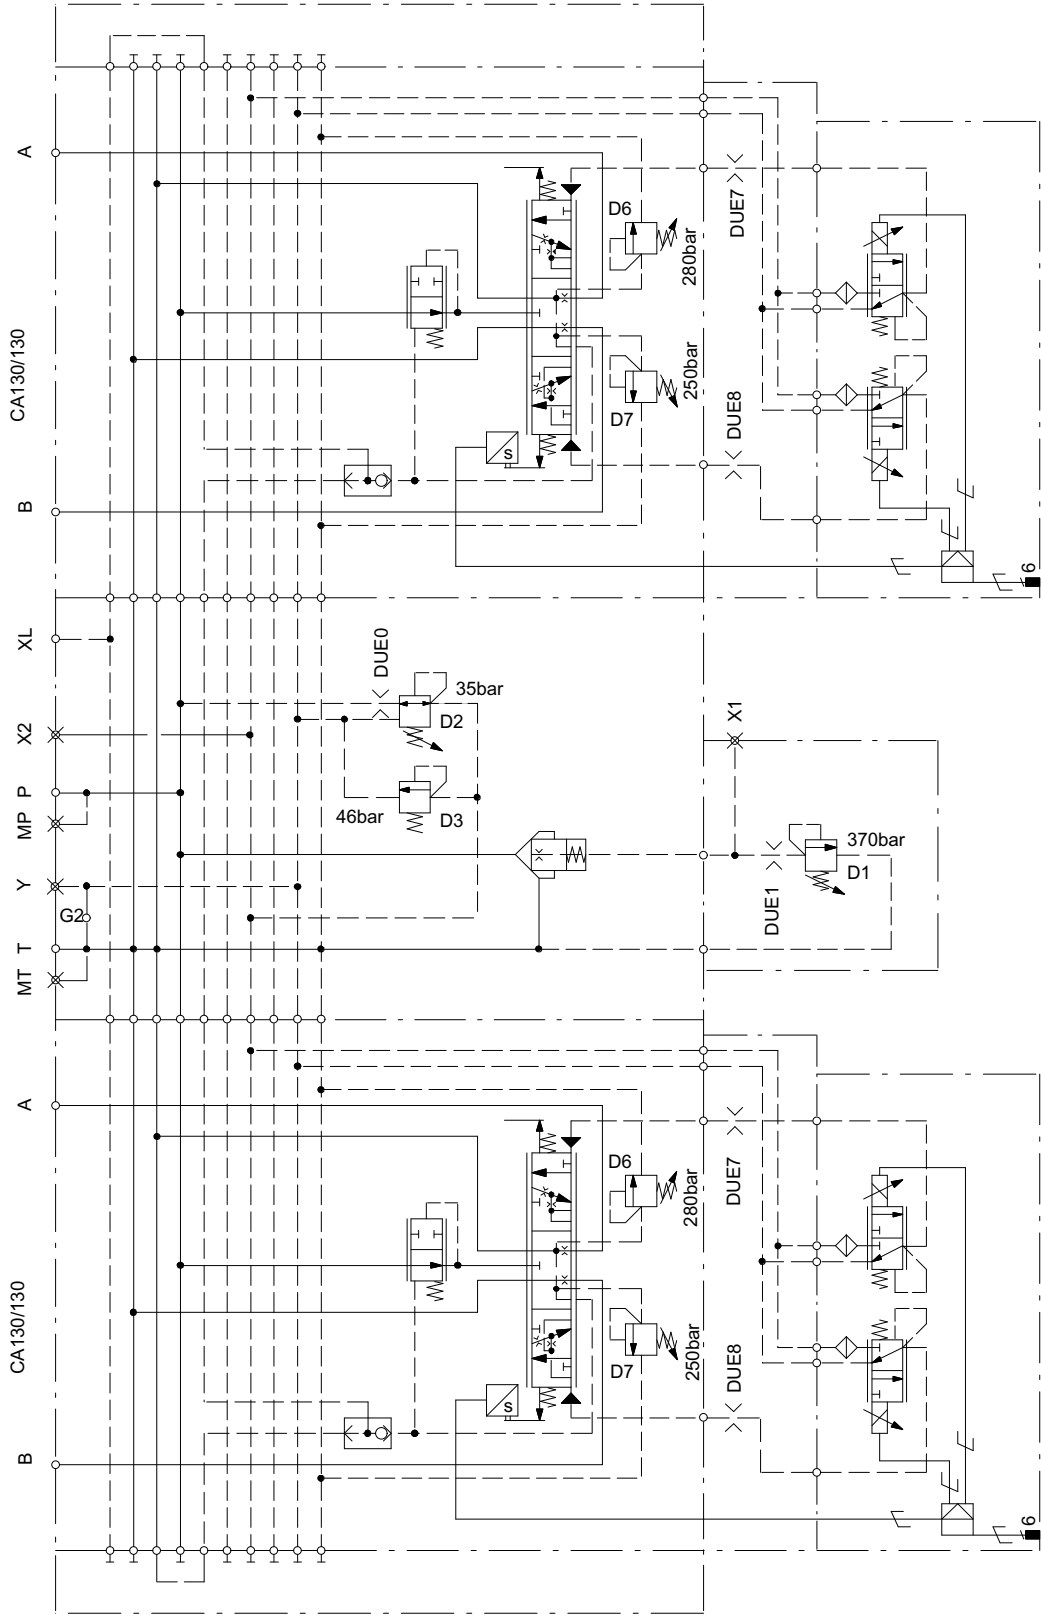 A
CA130/130
B
D6
280bar
D7
250bar
DUE7
DUE8
s
6
XL
X2
P
MP
Y
G2
T
MT
DUE0
35bar
D2
46bar
D3
X1
370bar
D1
DUE1
A
CA130/130
B
D6
280bar
D7
250bar
DUE7
DUE8
s
6